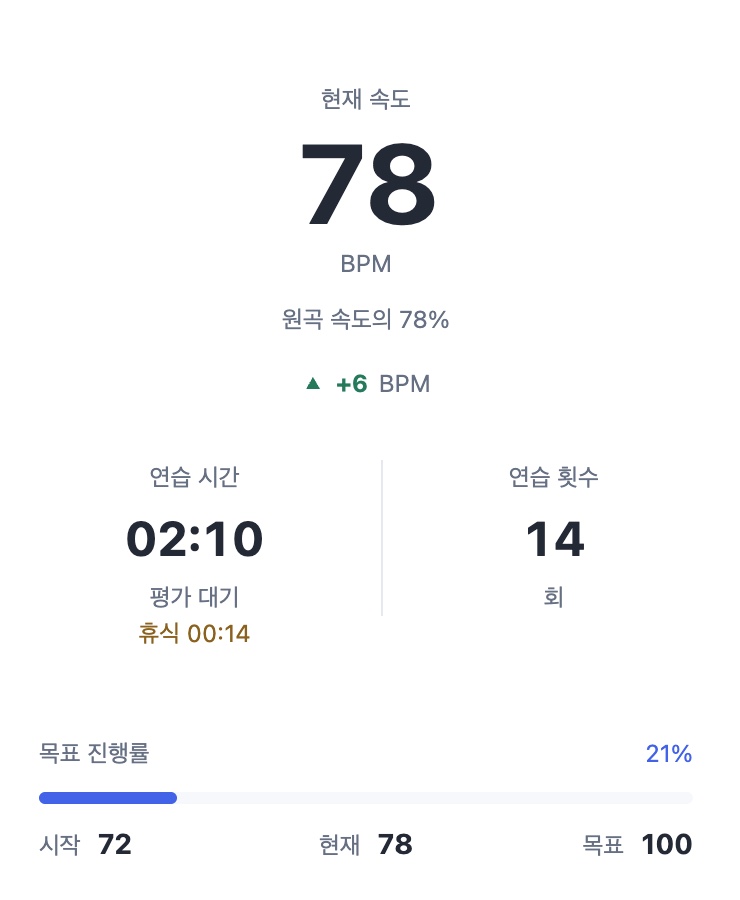 현재 속도
78
BPM
원곡 속도의 78%
▲ +6 BPM
연습 시간
02:10
평가 대기
휴식 00:14
연습 횟수
14
회
목표 진행률 21%
시작 72 현재 78 목표 100